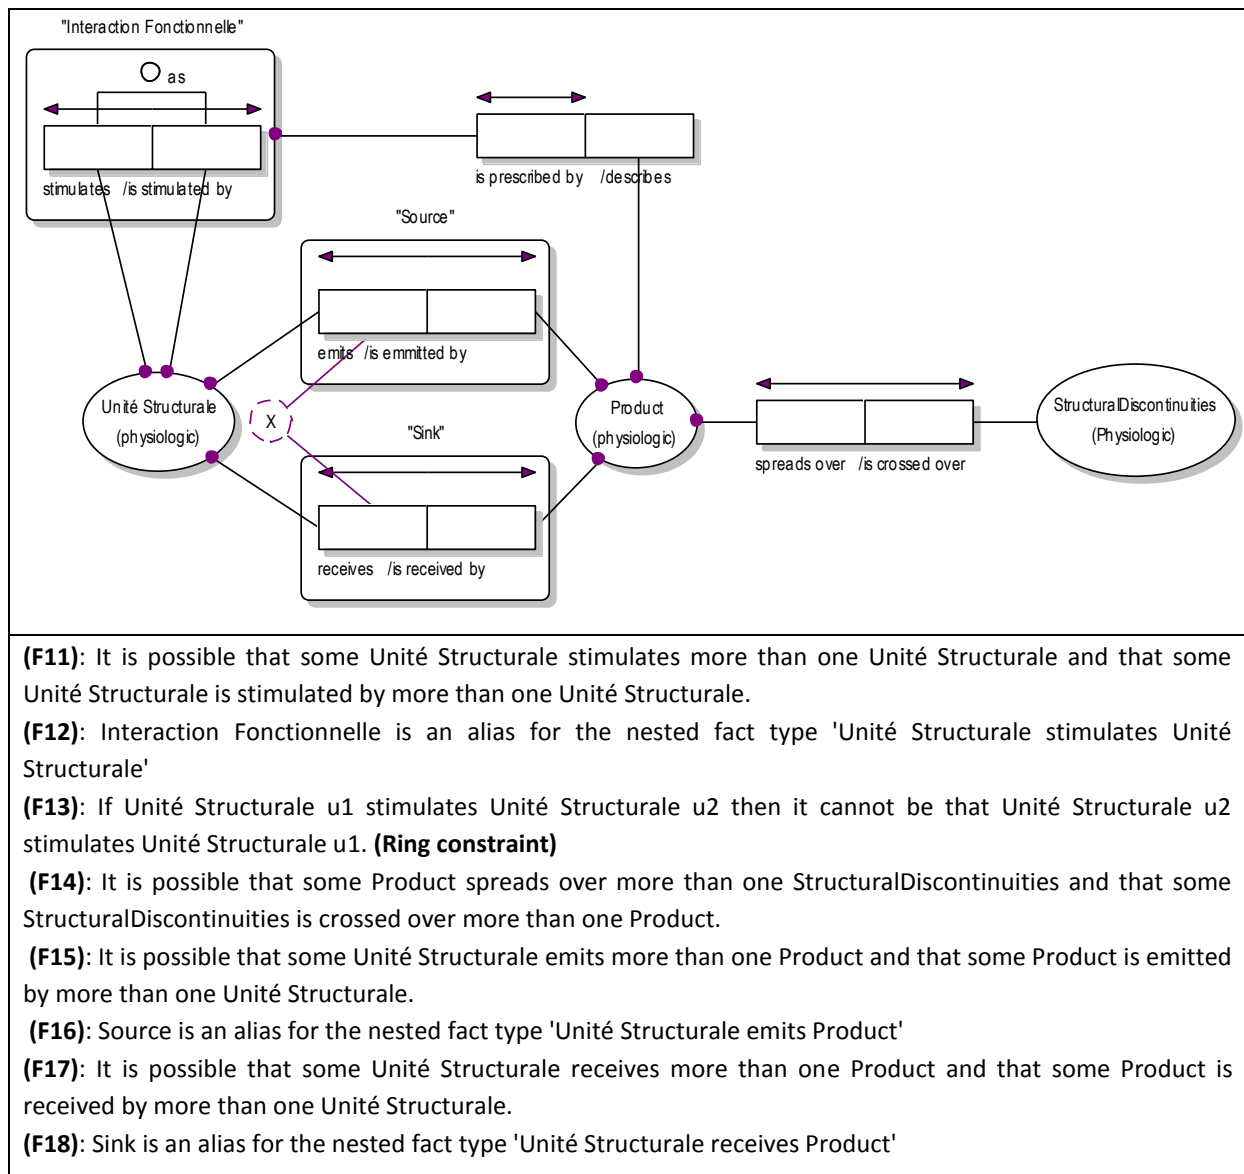 "Interaction Fonctionnelle"
as
stimulates /is stimulated by
is prescribed by /describes
"Source"
emits /is emmitted by
Unité Structurale
(physiologic)
X
Product
(physiologic)
StructuralDiscontinuities
(Physiologic)
"Sink"
spreads over /is crossed over
receives /is received by
(F11): It is possible that some Unité Structurale stimulates more than one Unité Structurale and that some
Unité Structurale is stimulated by more than one Unité Structurale.
(F12): Interaction Fonctionnelle is an alias for the nested fact type 'Unité Structurale stimulates Unité
Structurale'
(F13): If Unité Structurale u1 stimulates Unité Structurale u2 then it cannot be that Unité Structurale u2
stimulates Unité Structurale u1. (Ring constraint)
(F14): It is possible that some Product spreads over more than one StructuralDiscontinuities and that some
StructuralDiscontinuities is crossed over more than one Product.
(F15): It is possible that some Unité Structurale emits more than one Product and that some Product is emitted
by more than one Unité Structurale.
(F16): Source is an alias for the nested fact type 'Unité Structurale emits Product'
(F17): It is possible that some Unité Structurale receives more than one Product and that some Product is
received by more than one Unité Structurale.
(F18): Sink is an alias for the nested fact type 'Unité Structurale receives Product'